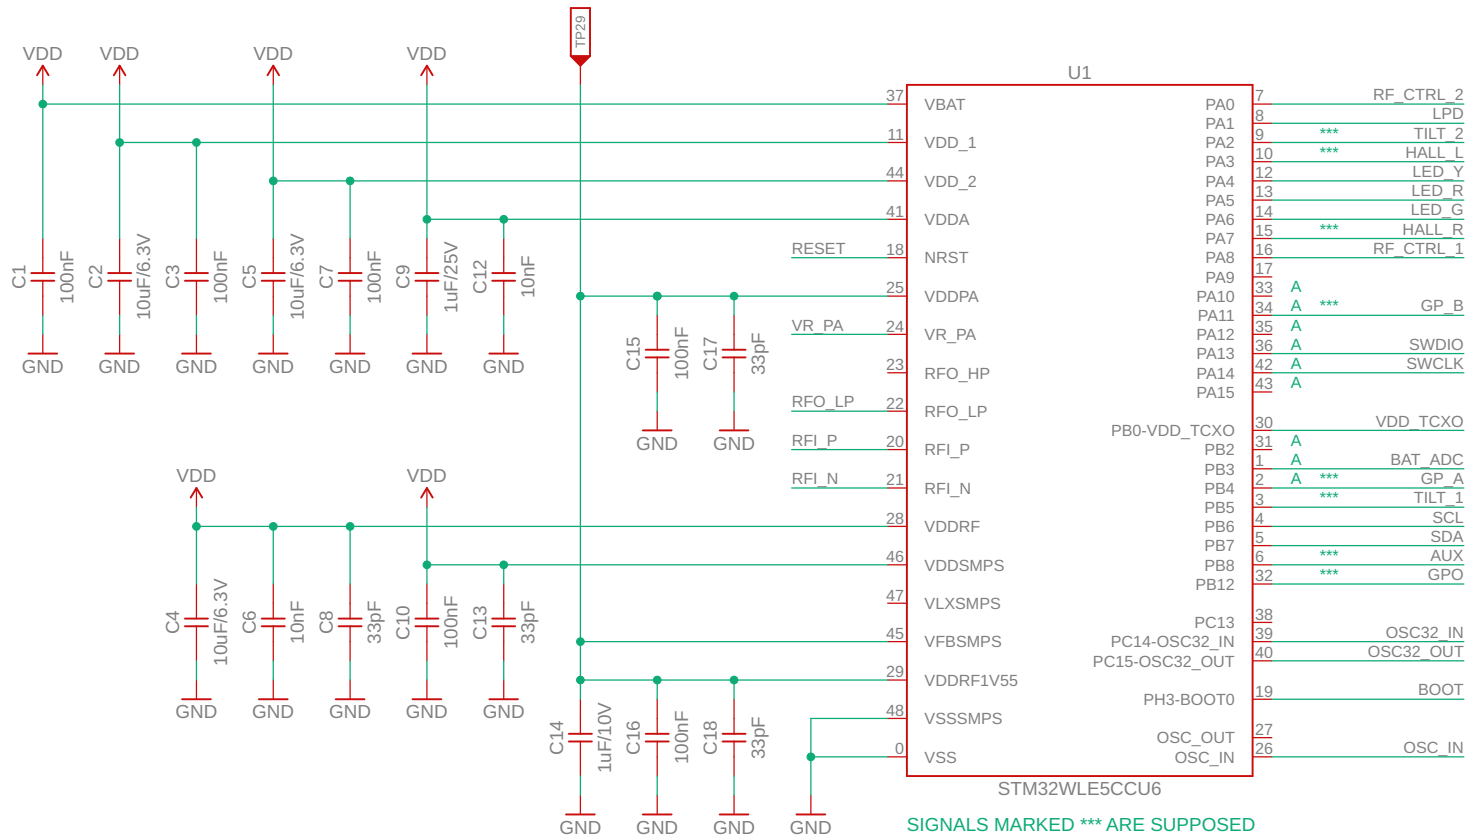 TP29
VDD
VDD
VDD
VDD
U1
37 VBAT
11 VDD_1
44 VDD_2
41 VDDA
RESET 18 NRST
25 VDDPA
VR_PA 24 VR_PA
23 RFO_HP
RFO_LP 22 RFO_LP
RFI_P 20 RFI_P
RFI_N 21 RFI_N
28 VDDRF
46 VDDSMPS
47 VLXSMPS
45 VFBSMPS
29 VDDRF1V55
48 VSSSMPS
0 VSS
PA0 7 RF_CTRL_2
PA1 8 LPD
PA2 9 *** TILT_2
PA3 10 *** HALL_L
PA4 12 LED_Y
PA5 13 LED_R
PA6 14 LED_G
PA7 15 *** HALL_R
PA8 16 RF_CTRL_1
PA9 17
PA10 33 A
PA11 34 A *** GP_B
PA12 35 A
PA13 36 A SWDIO
PA14 42 A SWCLK
PA15 43 A
PB0-VDD_TCXO 30 VDD_TCXO
PB2 31 A
PB3 1 A BAT_ADC
PB4 2 A *** GP_A
PB5 3 *** TILT_1
PB6 4 SCL
PB7 5 SDA
PB8 6 *** AUX
PB12 32 *** GPO
PC13 38
PC14-OSC32_IN 39 OSC32_IN
PC15-OSC32_OUT 40 OSC32_OUT
PH3-BOOT0 19 BOOT
OSC_OUT 27
OSC_IN 26 OSC_IN
STM32WLE5CCU6
C1 100nF
C2 10uF/6.3V
C3 100nF
C5 10uF/6.3V
C7 100nF
C9 1uF/25V
C12 10nF
GND
GND
GND
GND
GND
GND
GND
C15 100nF
C17 33pF
GND
GND
VDD
VDD
C4 10uF/6.3V
C6 10nF
C8 33pF
C10 100nF
C13 33pF
GND
GND
GND
GND
GND
C14 1uF/10V
C16 100nF
C18 33pF
GND
GND
GND
GND
SIGNALS MARKED *** ARE SUPPOSED